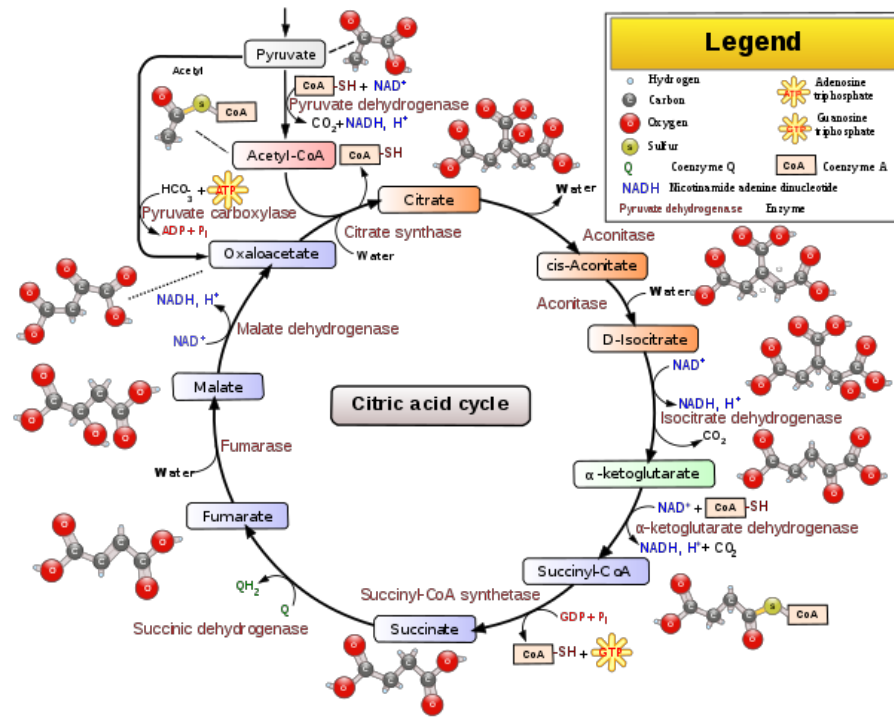 Pyruvate
Acetyl
CoA-SH + NAD⁺
Pyruvate dehydrogenase
CO₂+NADH, H⁺
S CoA
Acetyl-CoA
CoA-SH
HCO₃⁻ + ATP
Pyruvate carboxylase
ADP + Pᵢ
Citrate synthase
Water
Oxaloacetate
Citrate
Water
Aconitase
cis-Aconitate
Water
Aconitase
D-Isocitrate
NAD⁺
NADH, H⁺
Isocitrate dehydrogenase
CO₂
α-ketoglutarate
NAD⁺ + CoA-SH
α-ketoglutarate dehydrogenase
NADH, H⁺+ CO₂
Succinyl-CoA
S CoA
Succinyl-CoA synthetase
GDP + Pᵢ
CoA-SH + GTP
Succinate
QH₂
Q
Succinic dehydrogenase
Fumarate
Water
Fumarase
Malate
NADH, H⁺
NAD⁺
Malate dehydrogenase
Citric acid cycle
Legend
Hydrogen
C Carbon
O Oxygen
S Sulfur
Q Coenzyme Q
NADH Nicotinamide adenine dinucleotide
Pyruvate dehydrogenase Enzyme
ATP Adenosine triphosphate
GTP Guanosine triphosphate
CoA Coenzyme A